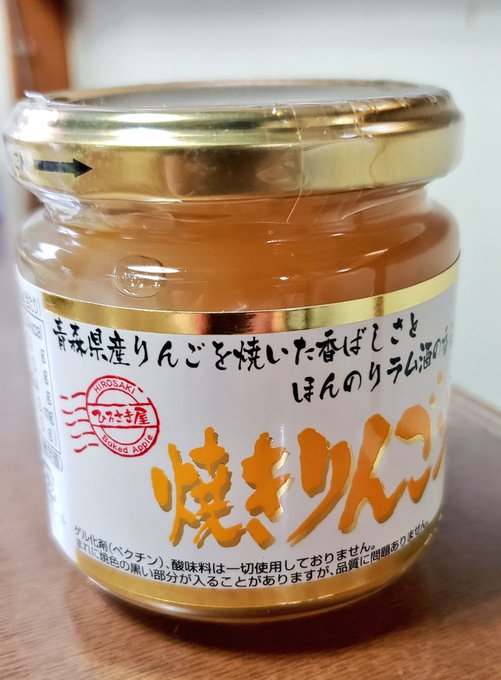 青森県産りんごを焼いた香ばしさと
ほんのりラム酒の香
HIROSAKI
ひろさき屋
Baked Apple
焼きりんご
ゲル化剤(ペクチン)、酸味料は一切使用しておりません。
まれに焼色の黒い部分が入ることがありますが、品質に問題ありません。